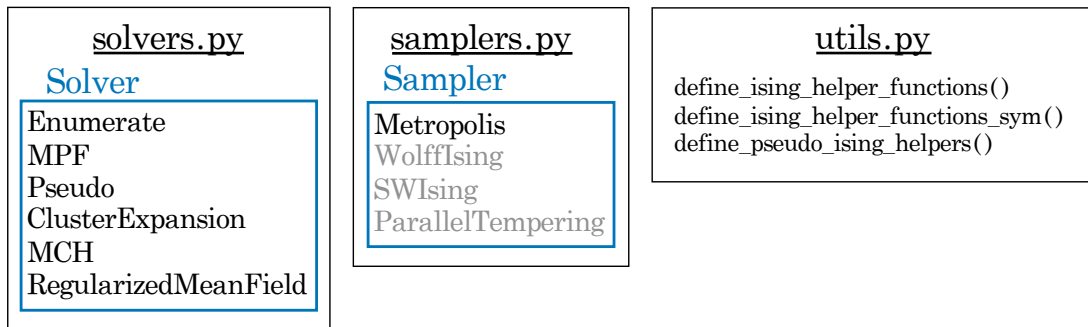 solvers.py
Solver
Enumerate
MPF
Pseudo
ClusterExpansion
MCH
RegularizedMeanField
samplers.py
Sampler
Metropolis
WolffIsing
SWIsing
ParallelTempering
utils.py
define_ising_helper_functions()
define_ising_helper_functions_sym()
define_pseudo_ising_helpers()